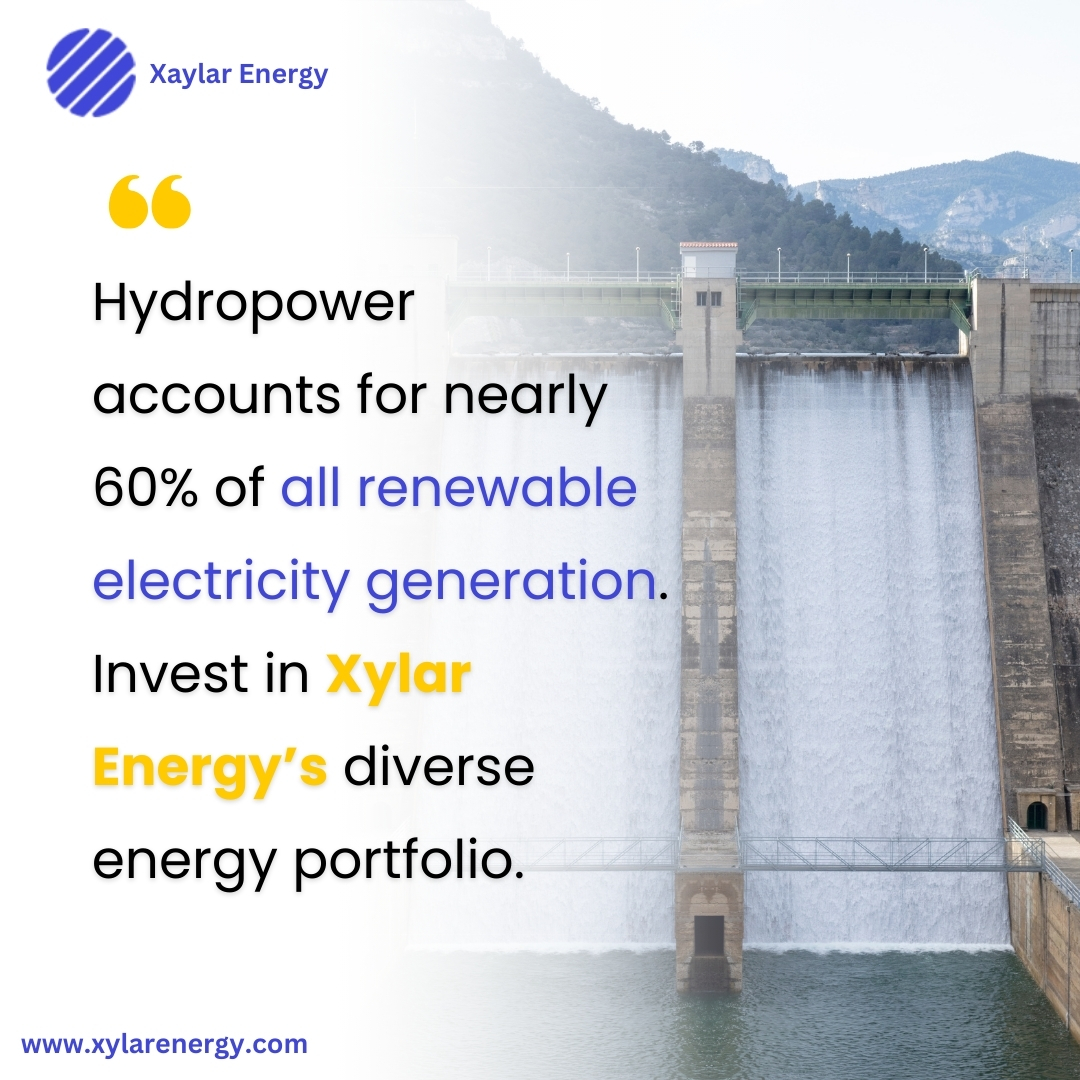 Xaylar Energy
“
Hydropower
accounts for nearly
60% of all renewable
electricity generation.
Invest in Xylar
Energy’s diverse
energy portfolio.
www.xylarenergy.com